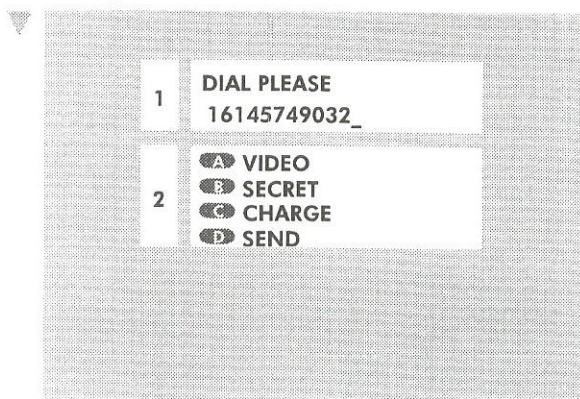 1
DIAL PLEASE
16145749032_
2
A VIDEO
B SECRET
C CHARGE
D SEND